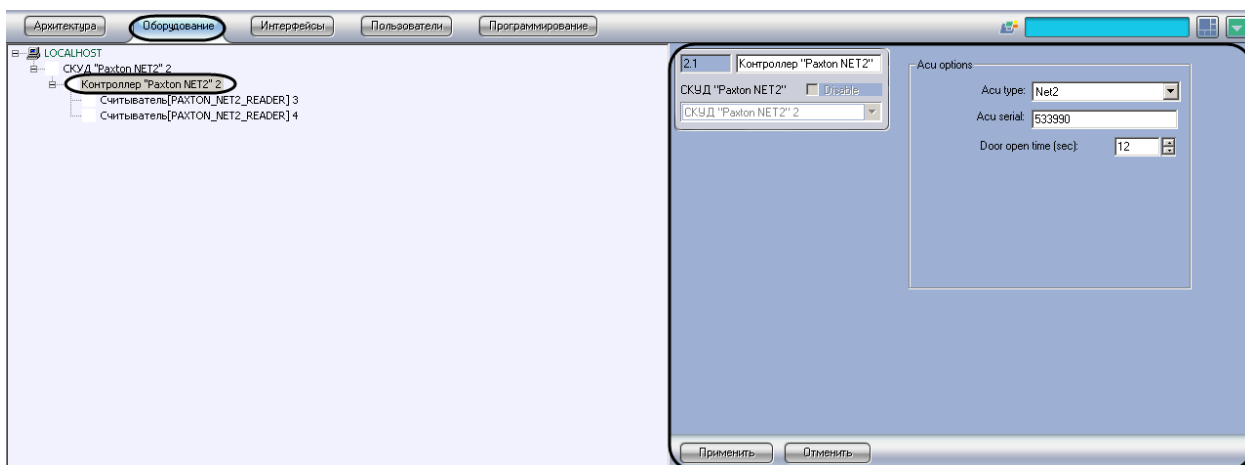 Архитектура Оборудование Интерфейсы Пользователи Программирование
LOCALHOST
СКУД "Paxton NET2" 2
Контроллер "Paxton NET2" 2
Считыватель[PAXTON_NET2_READER] 3
Считыватель[PAXTON_NET2_READER] 4
2.1 Контроллер "Paxton NET2"
СКУД "Paxton NET2" Disable
СКУД "Paxton NET2" 2
Acu options
Acu type: Net2
Acu serial: 533990
Door open time (sec): 12
Применить Отменить